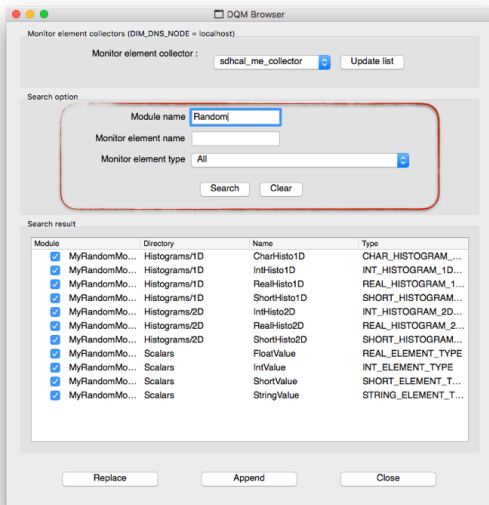 DQM Browser
Monitor element collectors (DIM_DNS_NODE = localhost)
Monitor element collector : sdhcal_me_collector Update list
Search option
Module name Random
Monitor element name
Monitor element type All
Search Clear
Search result
Module Directory Name Type
MyRandomMo... Histograms/1D CharHisto1D CHAR_HISTOGRAM_...
MyRandomMo... Histograms/1D IntHisto1D INT_HISTOGRAM_1D...
MyRandomMo... Histograms/1D RealHisto1D REAL_HISTOGRAM_1...
MyRandomMo... Histograms/1D ShortHisto1D SHORT_HISTOGRAM...
MyRandomMo... Histograms/2D IntHisto2D INT_HISTOGRAM_2D...
MyRandomMo... Histograms/2D RealHisto2D REAL_HISTOGRAM_2...
MyRandomMo... Histograms/2D ShortHisto2D SHORT_HISTOGRAM...
MyRandomMo... Scalars FloatValue REAL_ELEMENT_TYPE
MyRandomMo... Scalars IntValue INT_ELEMENT_TYPE
MyRandomMo... Scalars ShortValue SHORT_ELEMENT_T...
MyRandomMo... Scalars StringValue STRING_ELEMENT_T...
Replace Append Close